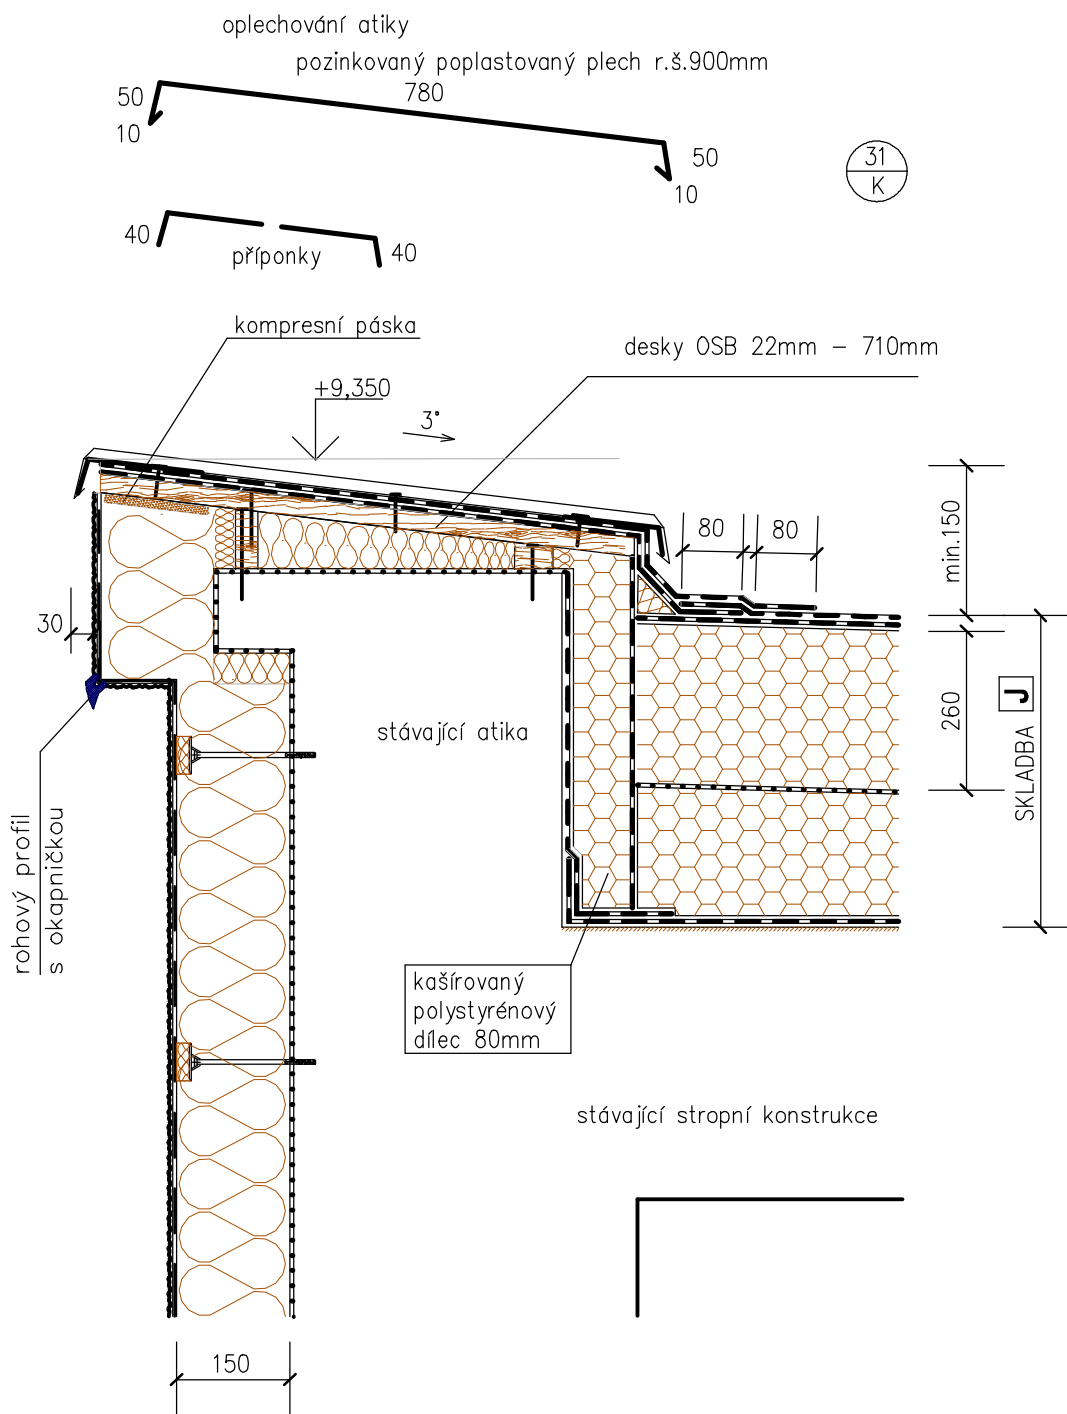 oplechování atiky
pozinkovaný poplastovaný plech r.š.900mm
780
50
10
50
10
31
K
40
příponky
40
kompresní páska
desky OSB 22mm – 710mm
+9,350
3°
80
80
min.150
30
260
SKLADBA J
stávající atika
rohový profil
s okapničkou
kašírovaný
polystyrénový
dílec 80mm
stávající stropní konstrukce
150